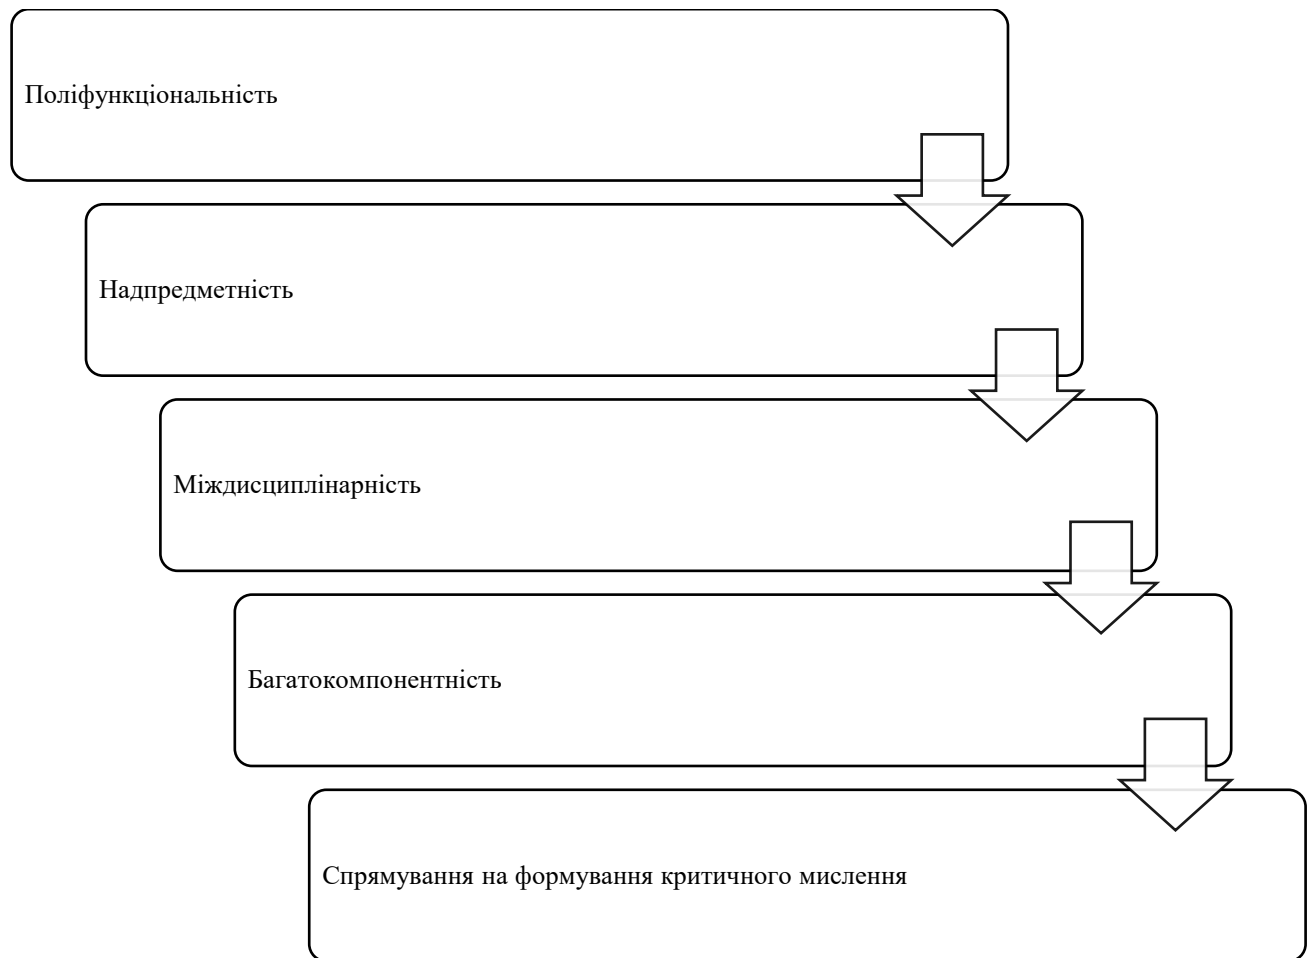 Поліфункціональність
Надпредметність
Міждисциплінарність
Багатокомпонентність
Спрямування на формування критичного мислення